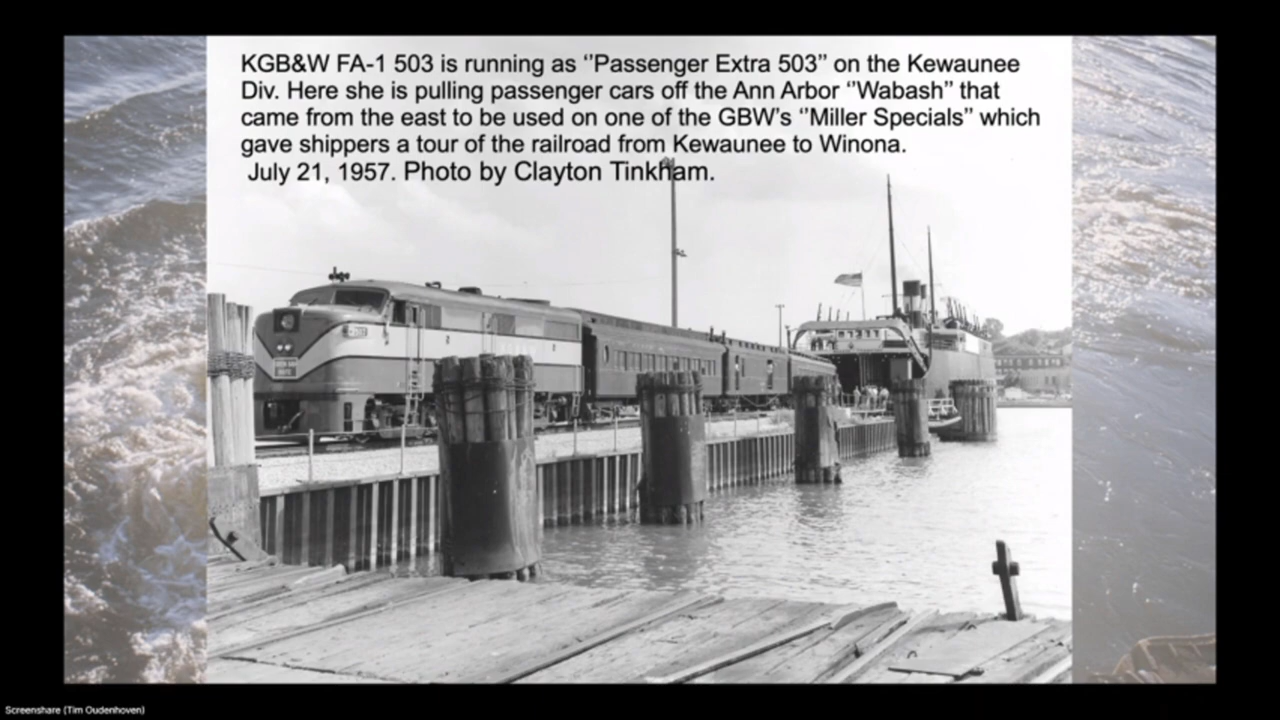 KGB&W FA-1 503 is running as ‘’Passenger Extra 503’’ on the Kewaunee
Div. Here she is pulling passenger cars off the Ann Arbor ‘’Wabash’’ that
came from the east to be used on one of the GBW’s ‘’Miller Specials’’ which
gave shippers a tour of the railroad from Kewaunee to Winona.
July 21, 1957. Photo by Clayton Tinkham.
Screenshare (Tim Oudenhoven)